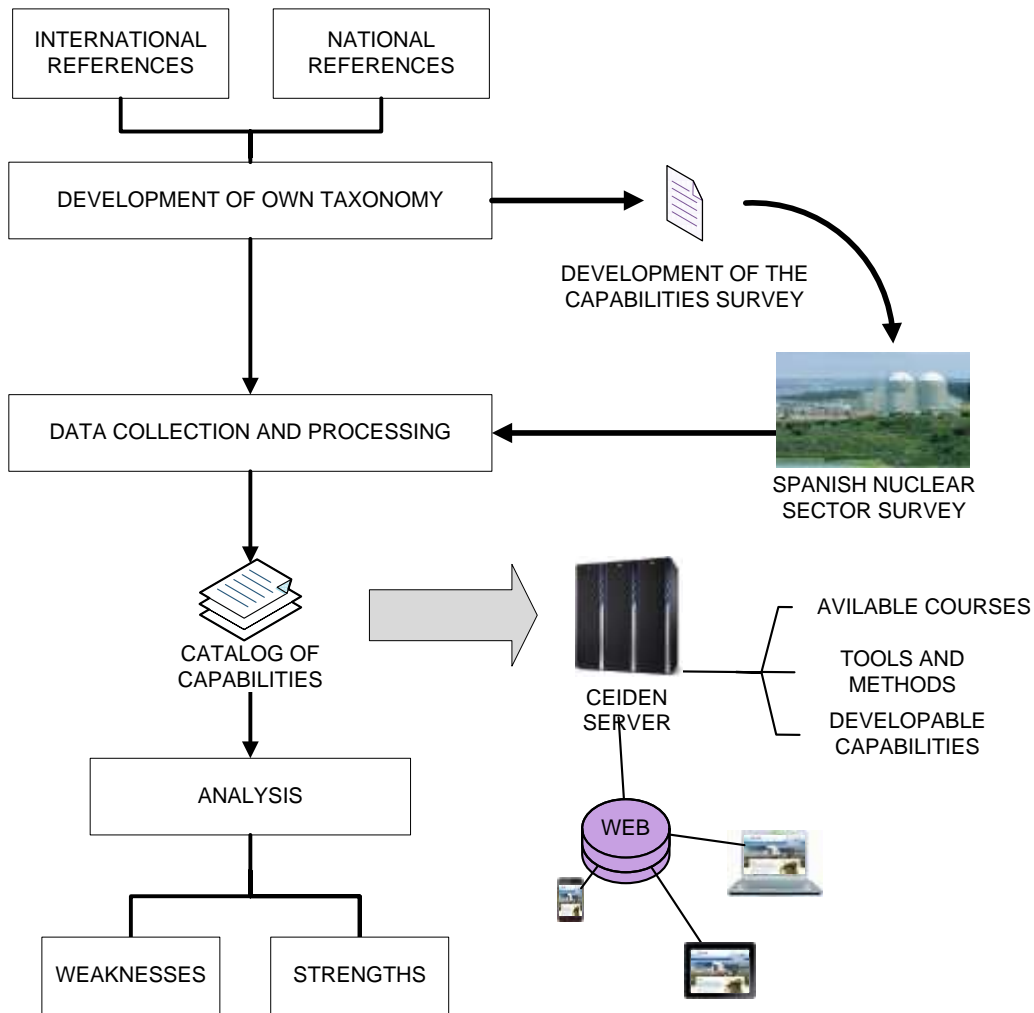 INTERNATIONAL
REFERENCES
NATIONAL
REFERENCES
DEVELOPMENT OF OWN TAXONOMY
DEVELOPMENT OF THE
CAPABILITIES SURVEY
DATA COLLECTION AND PROCESSING
SPANISH NUCLEAR
SECTOR SURVEY
CATALOG OF
CAPABILITIES
CEIDEN
SERVER
AVILABLE COURSES
TOOLS AND
METHODS
DEVELOPABLE
CAPABILITIES
ANALYSIS
WEB
WEAKNESSES
STRENGTHS